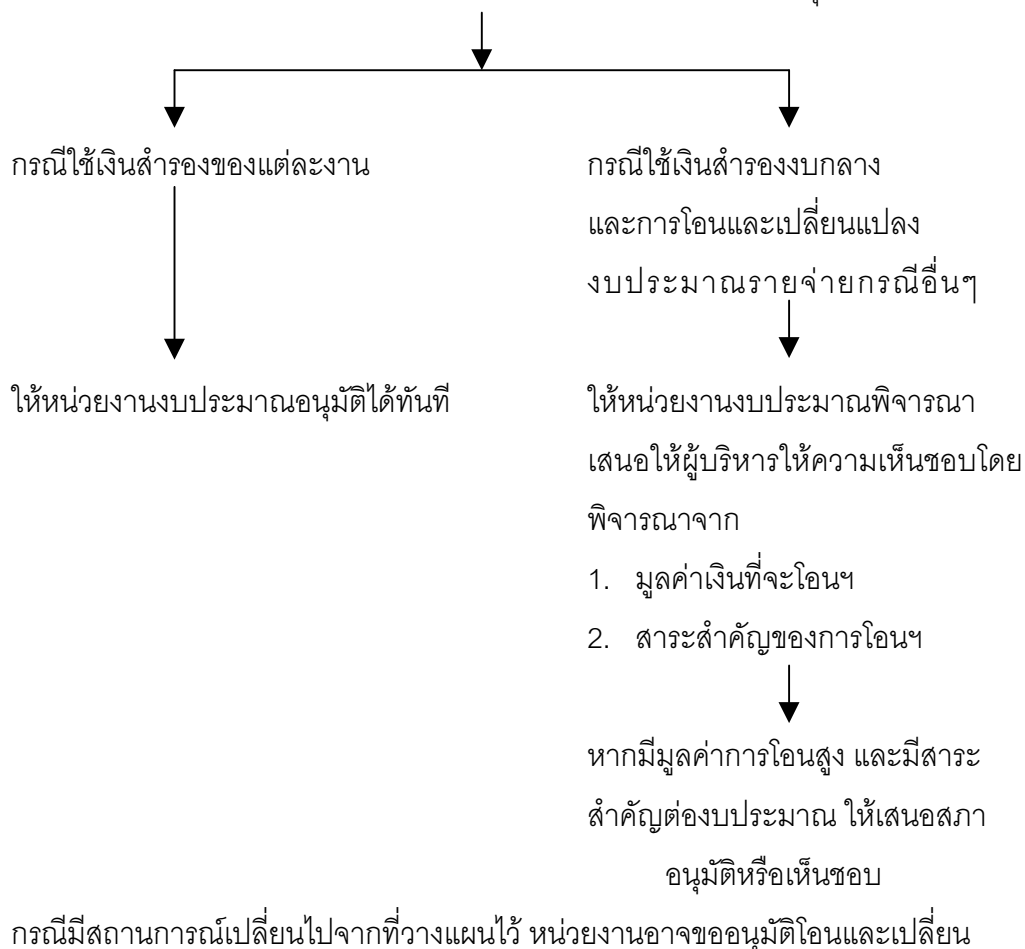 กรณีใช้เงินสำรองของแต่ละงาน
ให้หน่วยงานงบประมาณอนุมัติได้ทันที
กรณีใช้เงินสำรองงบกลาง
และการโอนและเปลี่ยนแปลง
งบประมาณรายจ่ายกรณีอื่นๆ
ให้หน่วยงานงบประมาณพิจารณา
เสนอให้ผู้บริหารให้ความเห็นชอบโดย
พิจารณาจาก
1. มูลค่าเงินที่จะโอนฯ
2. สาระสำคัญของการโอนฯ
หากมีมูลค่าการโอนสูง และมีสาระ
สำคัญต่องบประมาณ ให้เสนอสภา
อนุมัติหรือเห็นชอบ
กรณีมีสถานการณ์เปลี่ยนไปจากที่วางแผนไว้ หน่วยงานอาจขออนุมัติโอนและเปลี่ยน